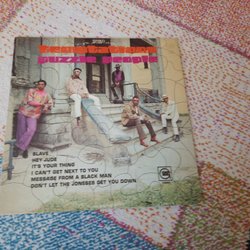 Temptations
puzzle people
SLAVE
HEY JUDE
IT'S YOUR THING
I CAN'T GET NEXT TO YOU
MESSAGE FROM A BLACK MAN
DON'T LET THE JONESES GET YOU DOWN